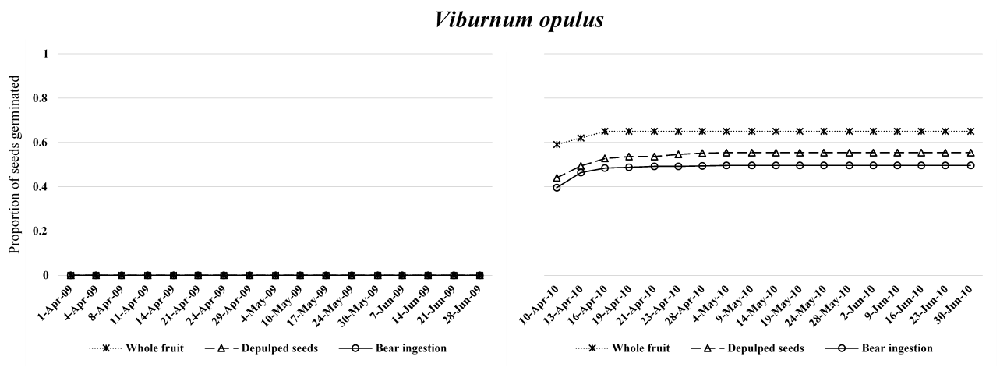 Viburnum opulus
Proportion of seeds germinated
1
0.8
0.6
0.4
0.2
0
1-Apr-09
4-Apr-09
8-Apr-09
11-Apr-09
14-Apr-09
21-Apr-09
24-Apr-09
29-Apr-09
4-May-09
10-May-09
17-May-09
24-May-09
30-May-09
7-Jun-09
14-Jun-09
21-Jun-09
28-Jun-09
Whole fruit
Depulped seeds
Bear ingestion
10-Apr-10
13-Apr-10
16-Apr-10
19-Apr-10
21-Apr-10
23-Apr-10
28-Apr-10
4-May-10
9-May-10
14-May-10
19-May-10
24-May-10
28-May-10
2-Jun-10
9-Jun-10
16-Jun-10
23-Jun-10
30-Jun-10
Whole fruit
Depulped seeds
Bear ingestion